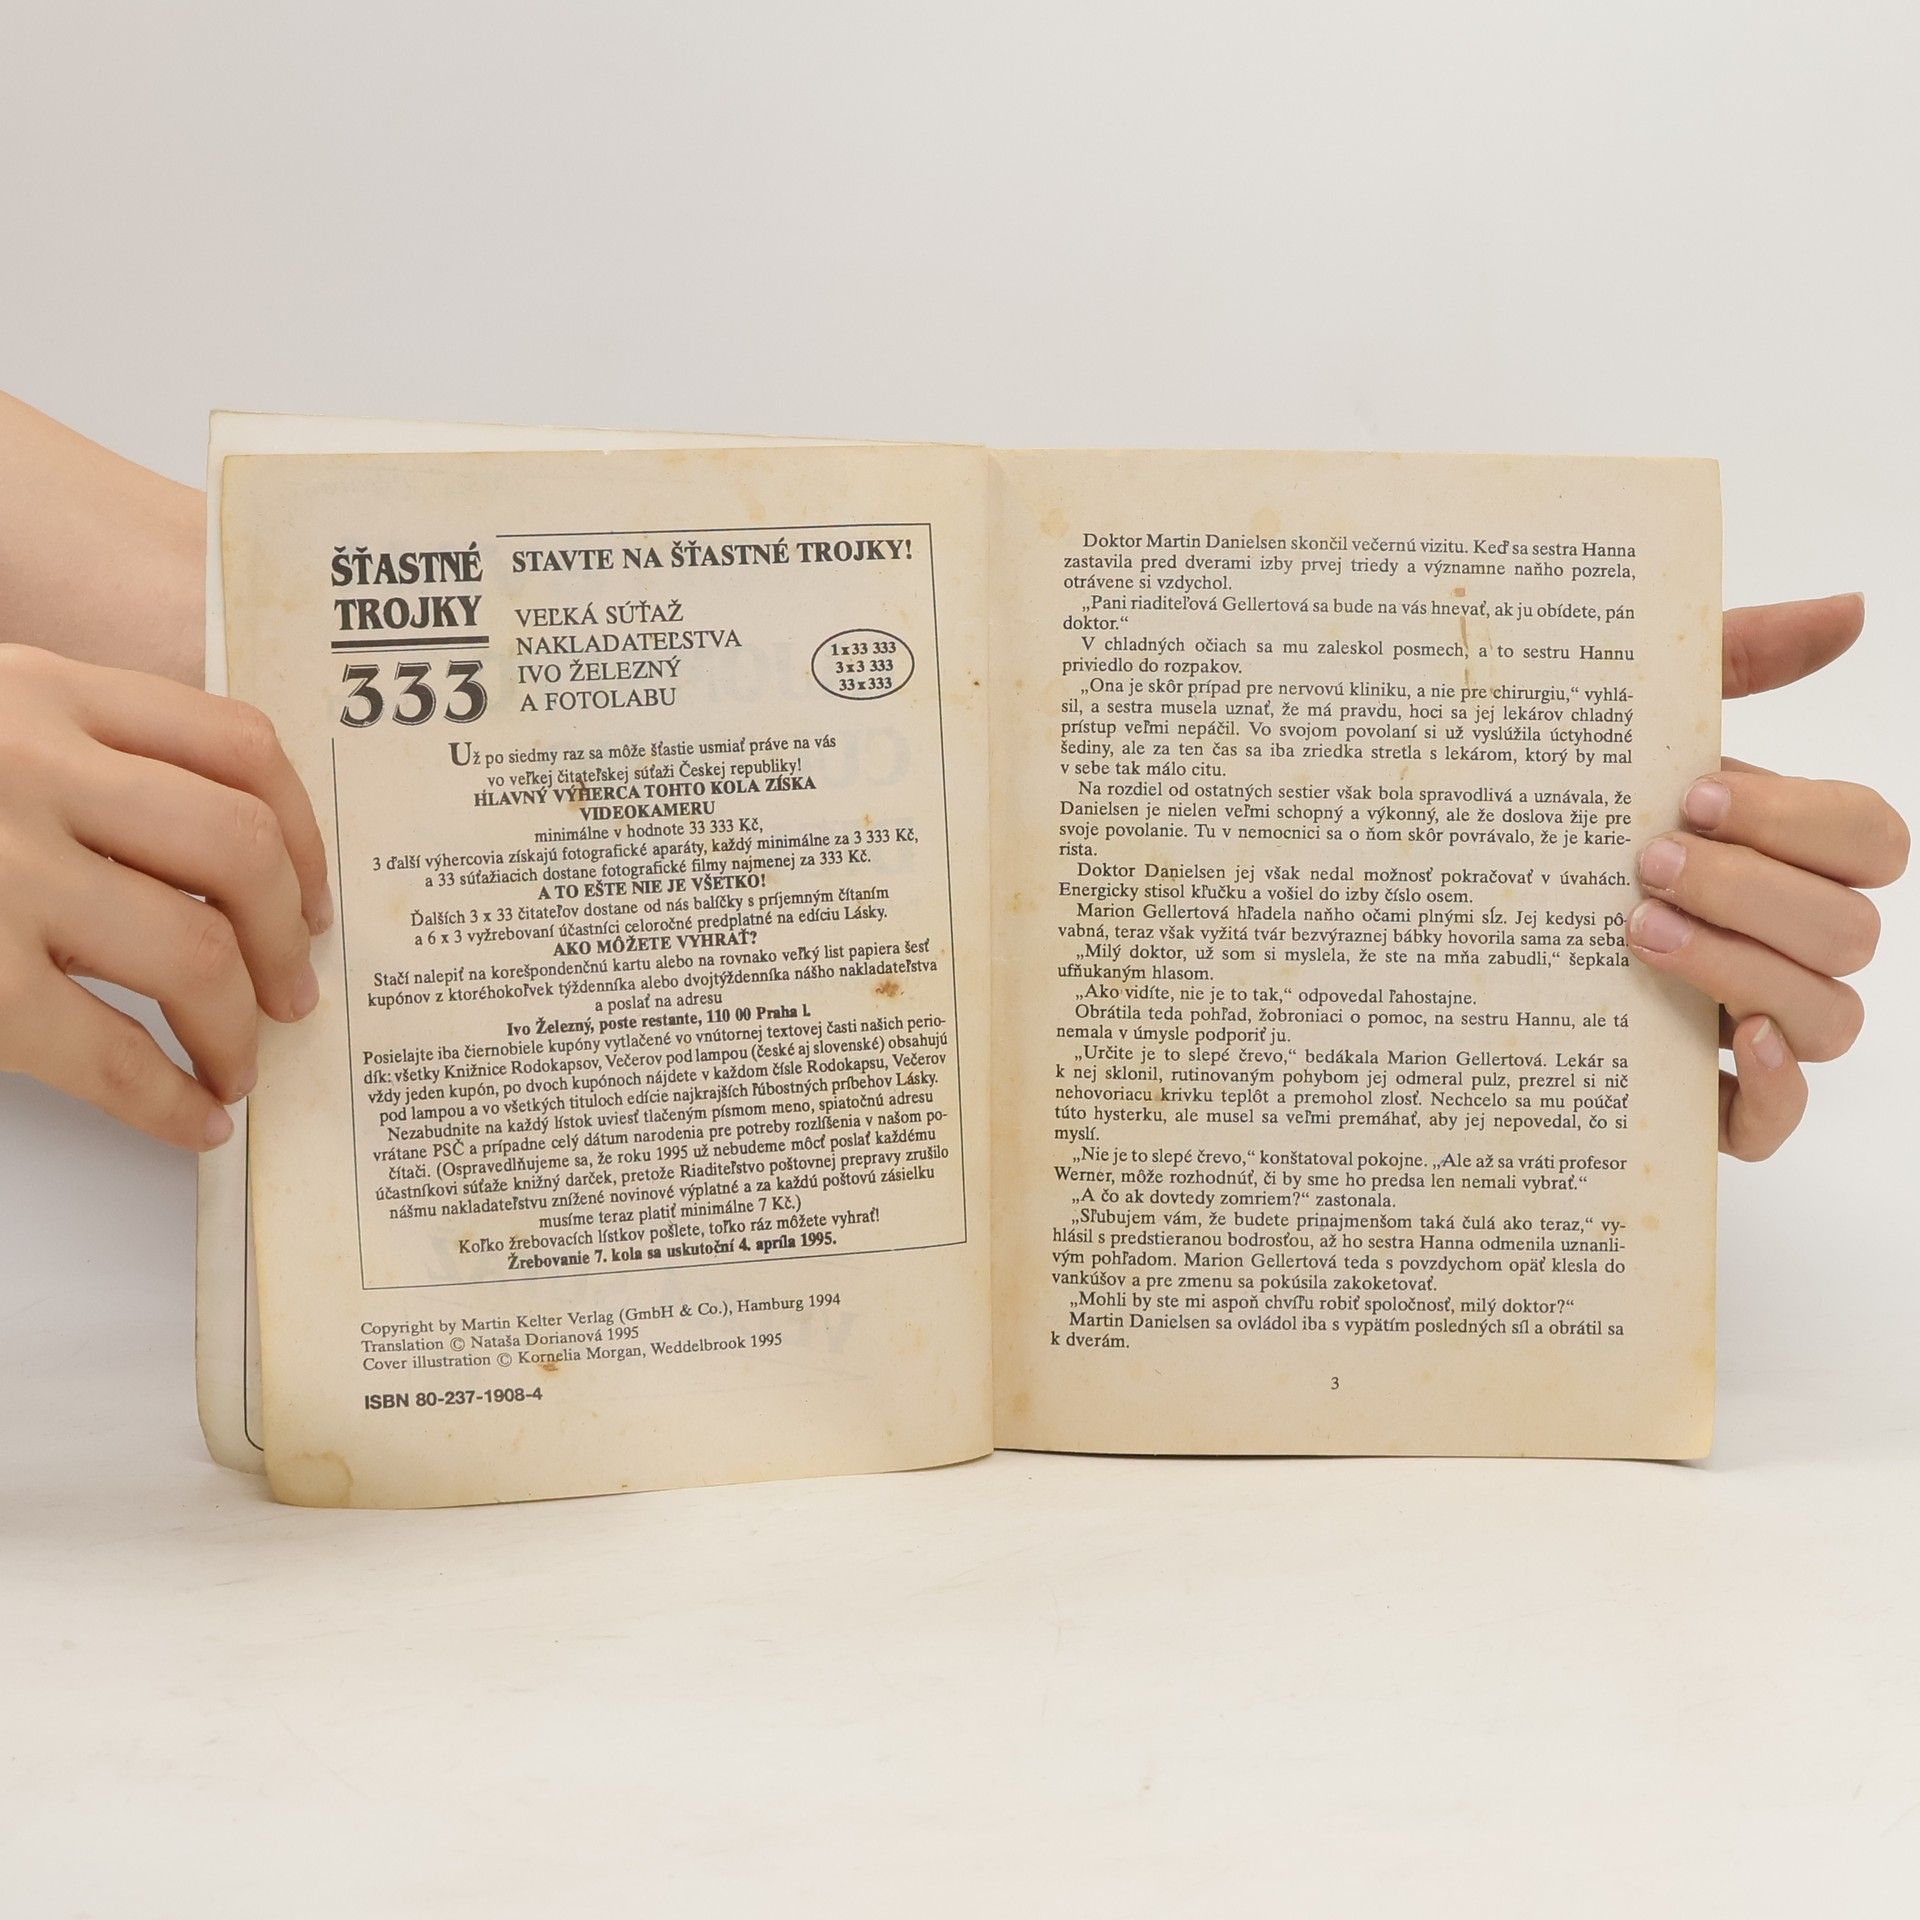 ŠŤASTNÉ
TROJKY
333
STAVTE NA ŠŤASTNÉ TROJKY!
VEĽKÁ SÚŤAŽ
NAKLADATEĽSTVA
IVO ŽELEZNÝ
A FOTOLABU
1 x 33 333
3 x 3 333
33 x 333
Už po siedmy raz sa môže šťastie usmiať práve na vás
vo veľkej čitateľskej súťaži Českej republiky!
HLAVNÝ VÝHERCA TOHTO KOLA ZÍSKA
VIDEOKAMERU
minimálne v hodnote 33 333 Kč,
3 ďalší výhercovia získajú fotografické aparáty, každý minimálne za 3 333 Kč,
a 33 súťažiacich dostane fotografické filmy najmenej za 333 Kč.
A TO EŠTE NIE JE VŠETKO!
Ďalších 3 x 33 čitateľov dostane od nás balíčky s príjemným čítaním
a 6 x 3 vyžrebovaní účastníci celoročné predplatné na edíciu Lásky.
AKO MÔŽETE VYHRAŤ?
Stačí nalepiť na korešpondenčnú kartu alebo na rovnako veľký list papiera šesť
kupónov z ktoréhokoľvek týždenníka alebo dvojtýždenníka nášho nakladateľstva
a poslať na adresu
Ivo Železný, poste restante, 110 00 Praha 1.
Posielajte iba čiernobiele kupóny vytlačené vo vnútornej textovej časti našich perio-
dík: všetky Knižnice Rodokapsov, Večerov pod lampou (české aj slovenské) obsahujú
vždy jeden kupón, po dvoch kupónoch nájdete v každom čísle Rodokapsu, Večerov
pod lampou a vo všetkých tituloch edície najkrajších ľúbostných príbehov Lásky.
Nezabudnite na každý lístok uviesť tlačeným písmom meno, spiatočnú adresu
vrátane PSČ a prípadne celý dátum narodenia pre potreby rozlíšenia v našom po-
čítači. (Ospravedlňujeme sa, že roku 1995 už nebudeme môcť poslať každému
účastníkovi súťaže knižný darček, pretože Riaditeľstvo poštovnej prepravy zrušilo
nášmu nakladateľstvu znížené novinové výplatné a za každú poštovú zásielku
musíme teraz platiť minimálne 7 Kč.)
Koľko žrebovacích lístkov pošlete, toľko ráz môžete vyhrať!
Žrebovanie 7. kola sa uskutoční 4. apríla 1995.
Copyright by Martin Kelter Verlag (GmbH & Co.), Hamburg 1994
Translation © Nataša Dorianová 1995
Cover illustration © Kornelia Morgan, Weddelbrook 1995
ISBN 80-237-1908-4
Doktor Martin Danielsen skončil večernú vizitu. Keď sa sestra Hanna
zastavila pred dverami izby prvej triedy a významne naňho pozrela,
otrávene si vzdychol.
„Pani riaditeľová Gellertová sa bude na vás hnevať, ak ju obídete, pán
doktor.“
V chladných očiach sa mu zaleskol posmech, a to sestru Hannu
priviedlo do rozpakov.
„Ona je skôr prípad pre nervovú kliniku, a nie pre chirurgiu,“ vyhlá-
sil, a sestra musela uznať, že má pravdu, hoci sa jej lekárov chladný
prístup veľmi nepáčil. Vo svojom povolaní si už vyslúžila úctyhodné
šediny, ale za ten čas sa iba zriedka stretla s lekárom, ktorý by mal
v sebe tak málo citu.
Na rozdiel od ostatných sestier však bola spravodlivá a uznávala, že
Danielsen je nielen veľmi schopný a výkonný, ale že doslova žije pre
svoje povolanie. Tu v nemocnici sa o ňom skôr povrávalo, že je karie-
rista.
Doktor Danielsen jej však nedal možnosť pokračovať v úvahách.
Energicky stisol kľučku a vošiel do izby číslo osem.
Marion Gellertová hľadela naňho očami plnými sĺz. Jej kedysi pô-
vabná, teraz však vyžitá tvár bezvýraznej bábky hovorila sama za seba.
„Milý doktor, už som si myslela, že ste na mňa zabudli,“ šepkala
ufňukaným hlasom.
„Ako vidíte, nie je to tak,“ odpovedal ľahostajne.
Obrátila teda pohľad, žobroniaci o pomoc, na sestru Hannu, ale tá
nemala v úmysle podporiť ju.
„Určite je to slepé črevo,“ bedákala Marion Gellertová. Lekár sa
k nej sklonil, rutinovaným pohybom jej odmeral pulz, prezrel si nič
nehovoriacu krivku teplôt a premohol zlosť. Nechcelo sa mu poúčať
túto hysterku, ale musel sa veľmi premáhať, aby jej nepovedal, čo si
myslí.
„Nie je to slepé črevo,“ konštatoval pokojne. „Ale až sa vráti profesor
Werner, môže rozhodnúť, či by sme ho predsa len nemali vybrať.“
„A čo ak dovtedy zomriem?“ zastonala.
„Sľubujem vám, že budete prinajmenšom taká čulá ako teraz,“ vy-
hlásil s predstieranou bodrosťou, až ho sestra Hanna odmenila uznanli-
vým pohľadom. Marion Gellertová teda s povzdychom opäť klesla do
vankúšov a pre zmenu sa pokúsila zakoketovať.
„Mohli by ste mi aspoň chvíľu robiť spoločnosť, milý doktor?“
Martin Danielsen sa ovládol iba s vypätím posledných síl a obrátil sa
k dverám.
3